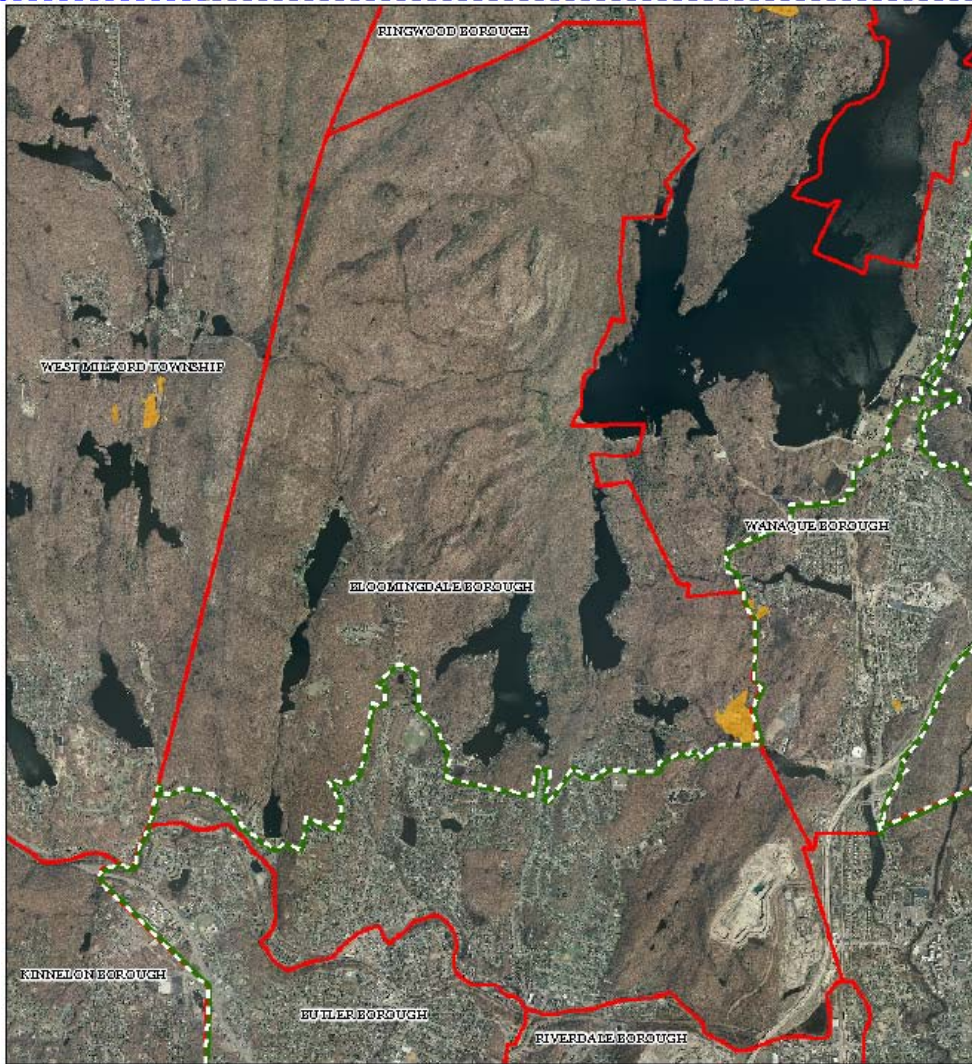 RINGWOOD BOROUGH
WEST MILFORD TOWNSHIP
WANAQUE BOROUGH
BLOOMINGDALE BOROUGH
KINNELON BOROUGH
BUTLER BOROUGH
RIVERDALE BOROUGH